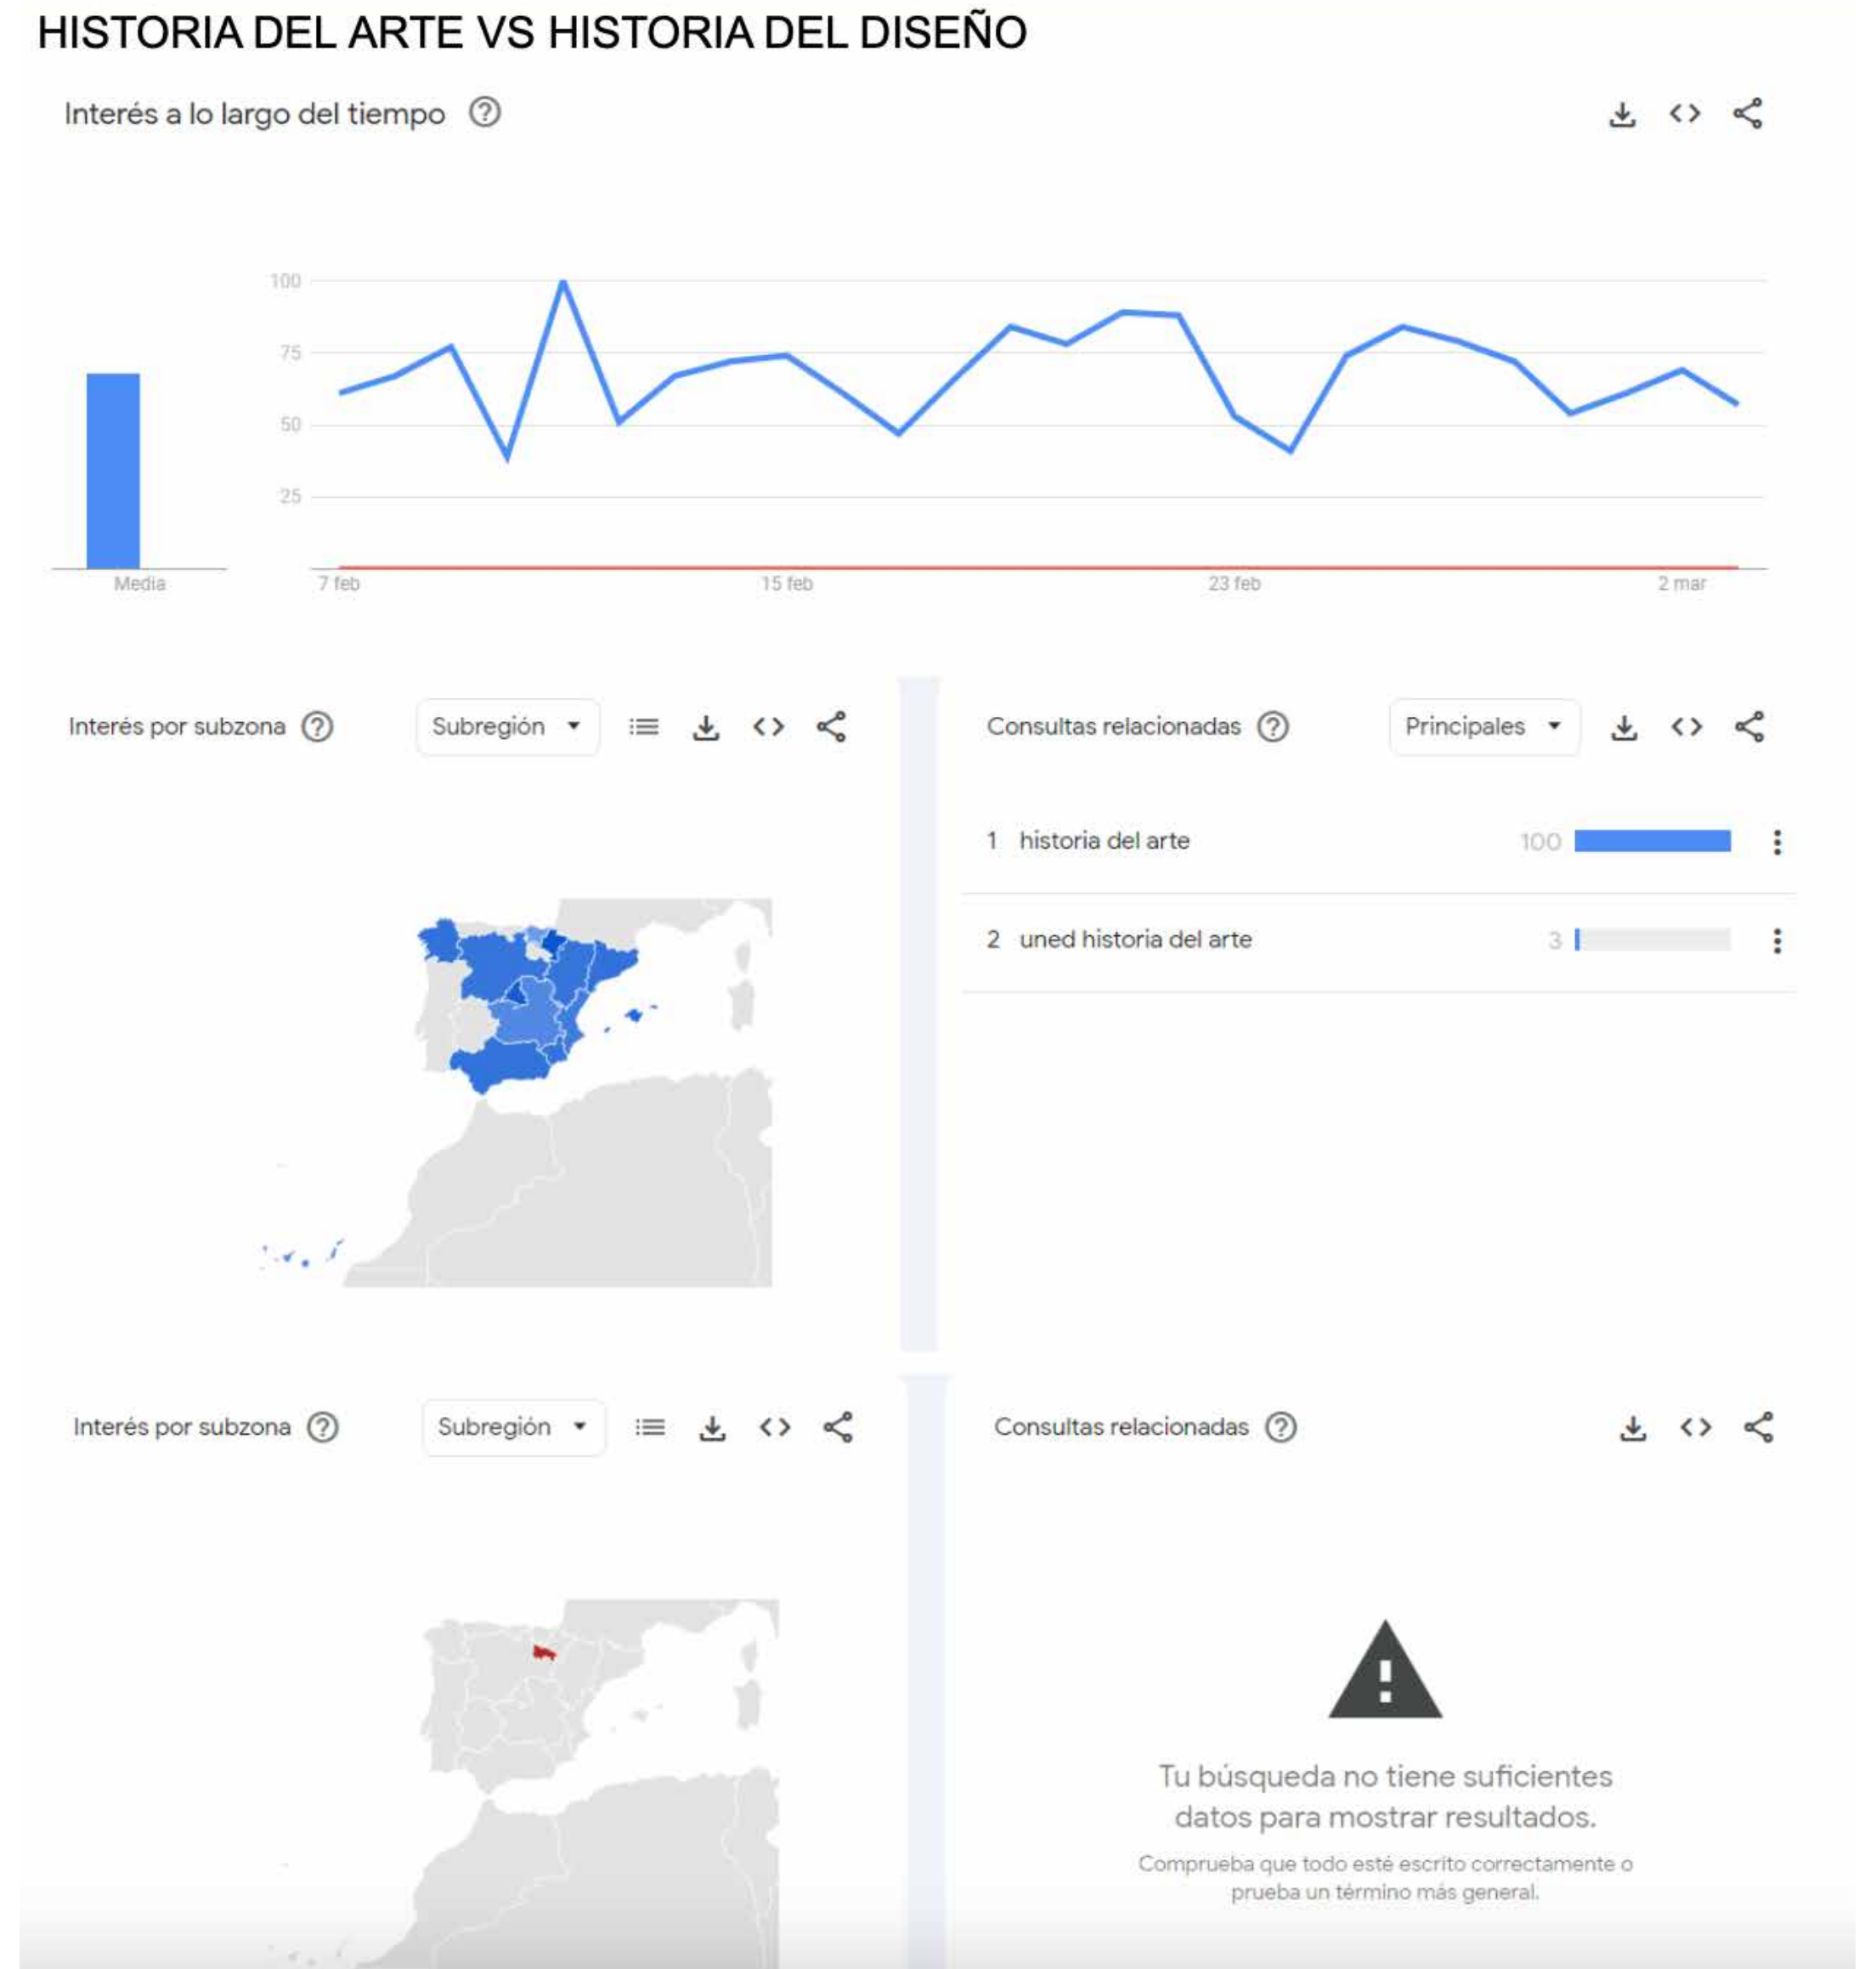 HISTORIA DEL ARTE VS HISTORIA DEL DISEÑO
Interés a lo largo del tiempo
100
75
50
25
Media
7 feb
15 feb
23 feb
2 mar
Interés por subzona
Subregión
Consultas relacionadas
Principales
1 historia del arte 100
2 uned historia del arte 3
Interés por subzona
Subregión
Consultas relacionadas
Tu búsqueda no tiene suficientes
datos para mostrar resultados.
Comprueba que todo esté escrito correctamente o
prueba un término más general.